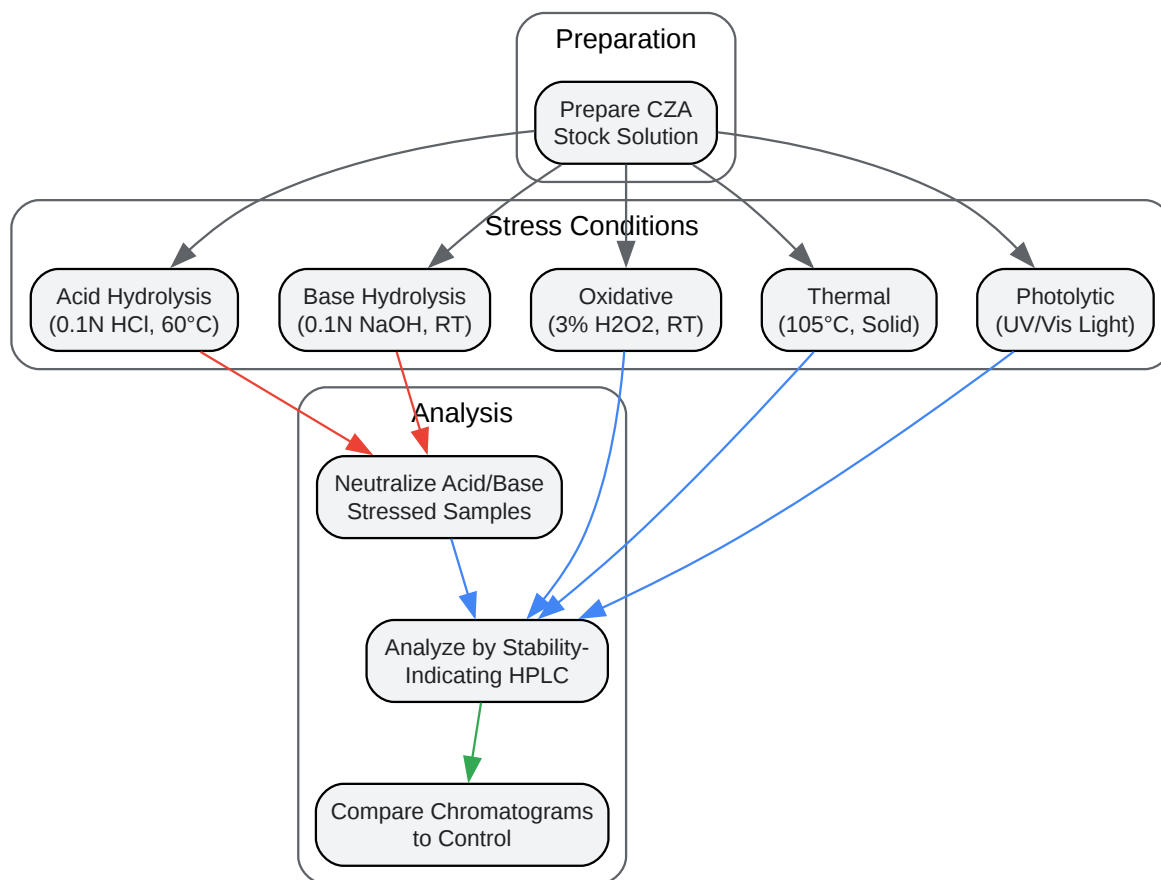 Preparation
Prepare CZA
Stock Solution
Stress Conditions
Acid Hydrolysis
(0.1N HCl, 60°C)
Base Hydrolysis
(0.1N NaOH, RT)
Oxidative
(3% H2O2, RT)
Thermal
(105°C, Solid)
Photolytic
(UV/Vis Light)
Analysis
Neutralize Acid/Base
Stressed Samples
Analyze by Stability-
Indicating HPLC
Compare Chromatograms
to Control